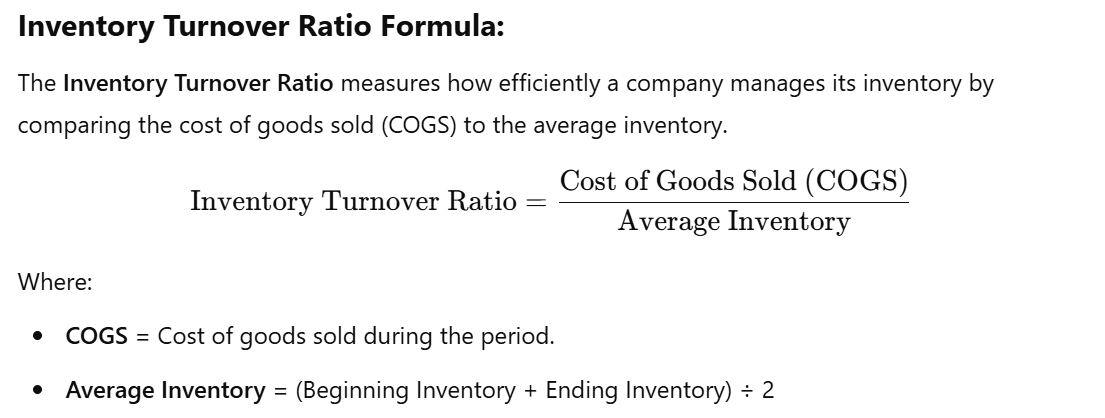 Inventory Turnover Ratio Formula:
The Inventory Turnover Ratio measures how efficiently a company manages its inventory by
comparing the cost of goods sold (COGS) to the average inventory.
Inventory Turnover Ratio = Cost of Goods Sold (COGS)
Average Inventory
Where:
• COGS = Cost of goods sold during the period.
• Average Inventory = (Beginning Inventory + Ending Inventory) ÷ 2